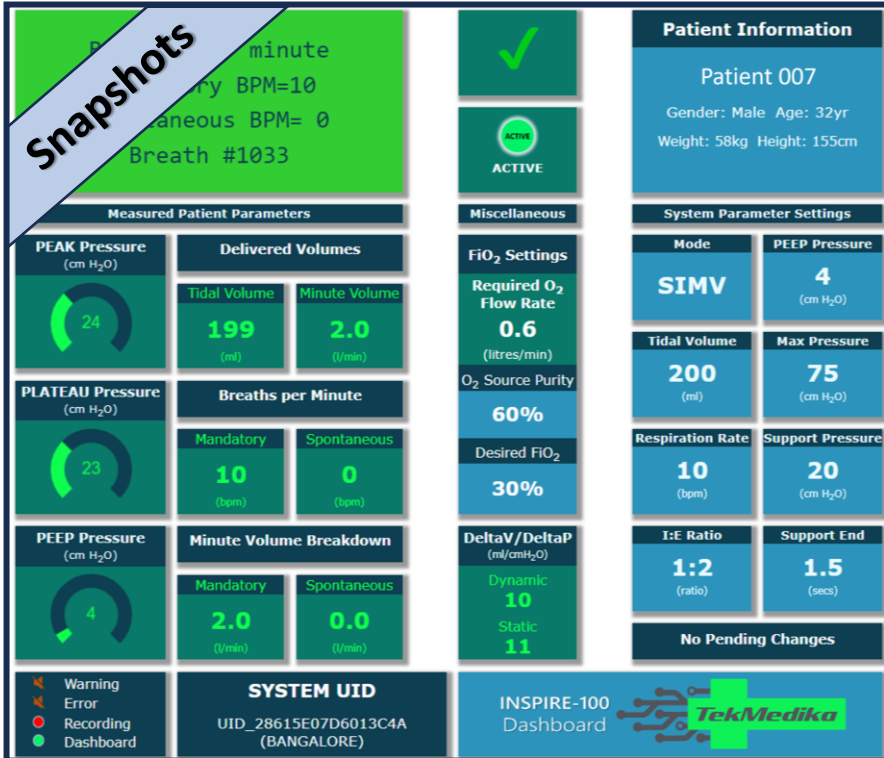 Snapshots
minute
BPM=10
BPM= 0
Breath #1033
ACTIVE
ACTIVE
Patient Information
Patient 007
Gender: Male Age: 32yr
Weight: 58kg Height: 155cm
Measured Patient Parameters
Miscellaneous
System Parameter Settings
PEAK Pressure
(cm H₂O)
24
Delivered Volumes
Tidal Volume
199
(ml)
Minute Volume
2.0
(l/min)
PLATEAU Pressure
(cm H₂O)
23
Breaths per Minute
Mandatory
10
(bpm)
Spontaneous
0
(bpm)
PEEP Pressure
(cm H₂O)
4
Minute Volume Breakdown
Mandatory
2.0
(l/min)
Spontaneous
0.0
(l/min)
FiO₂ Settings
Required O₂
Flow Rate
0.6
(litres/min)
O₂ Source Purity
60%
Desired FiO₂
30%
DeltaV/DeltaP
(ml/cmH₂O)
Dynamic
10
Static
11
Mode
SIMV
PEEP Pressure
4
(cm H₂O)
Tidal Volume
200
(ml)
Max Pressure
75
(cm H₂O)
Respiration Rate
10
(bpm)
Support Pressure
20
(cm H₂O)
I:E Ratio
1:2
(ratio)
Support End
1.5
(secs)
No Pending Changes
Warning
Error
Recording
Dashboard
SYSTEM UID
UID_28615E07D6013C4A
(BANGALORE)
INSPIRE-100
Dashboard
TekMedika